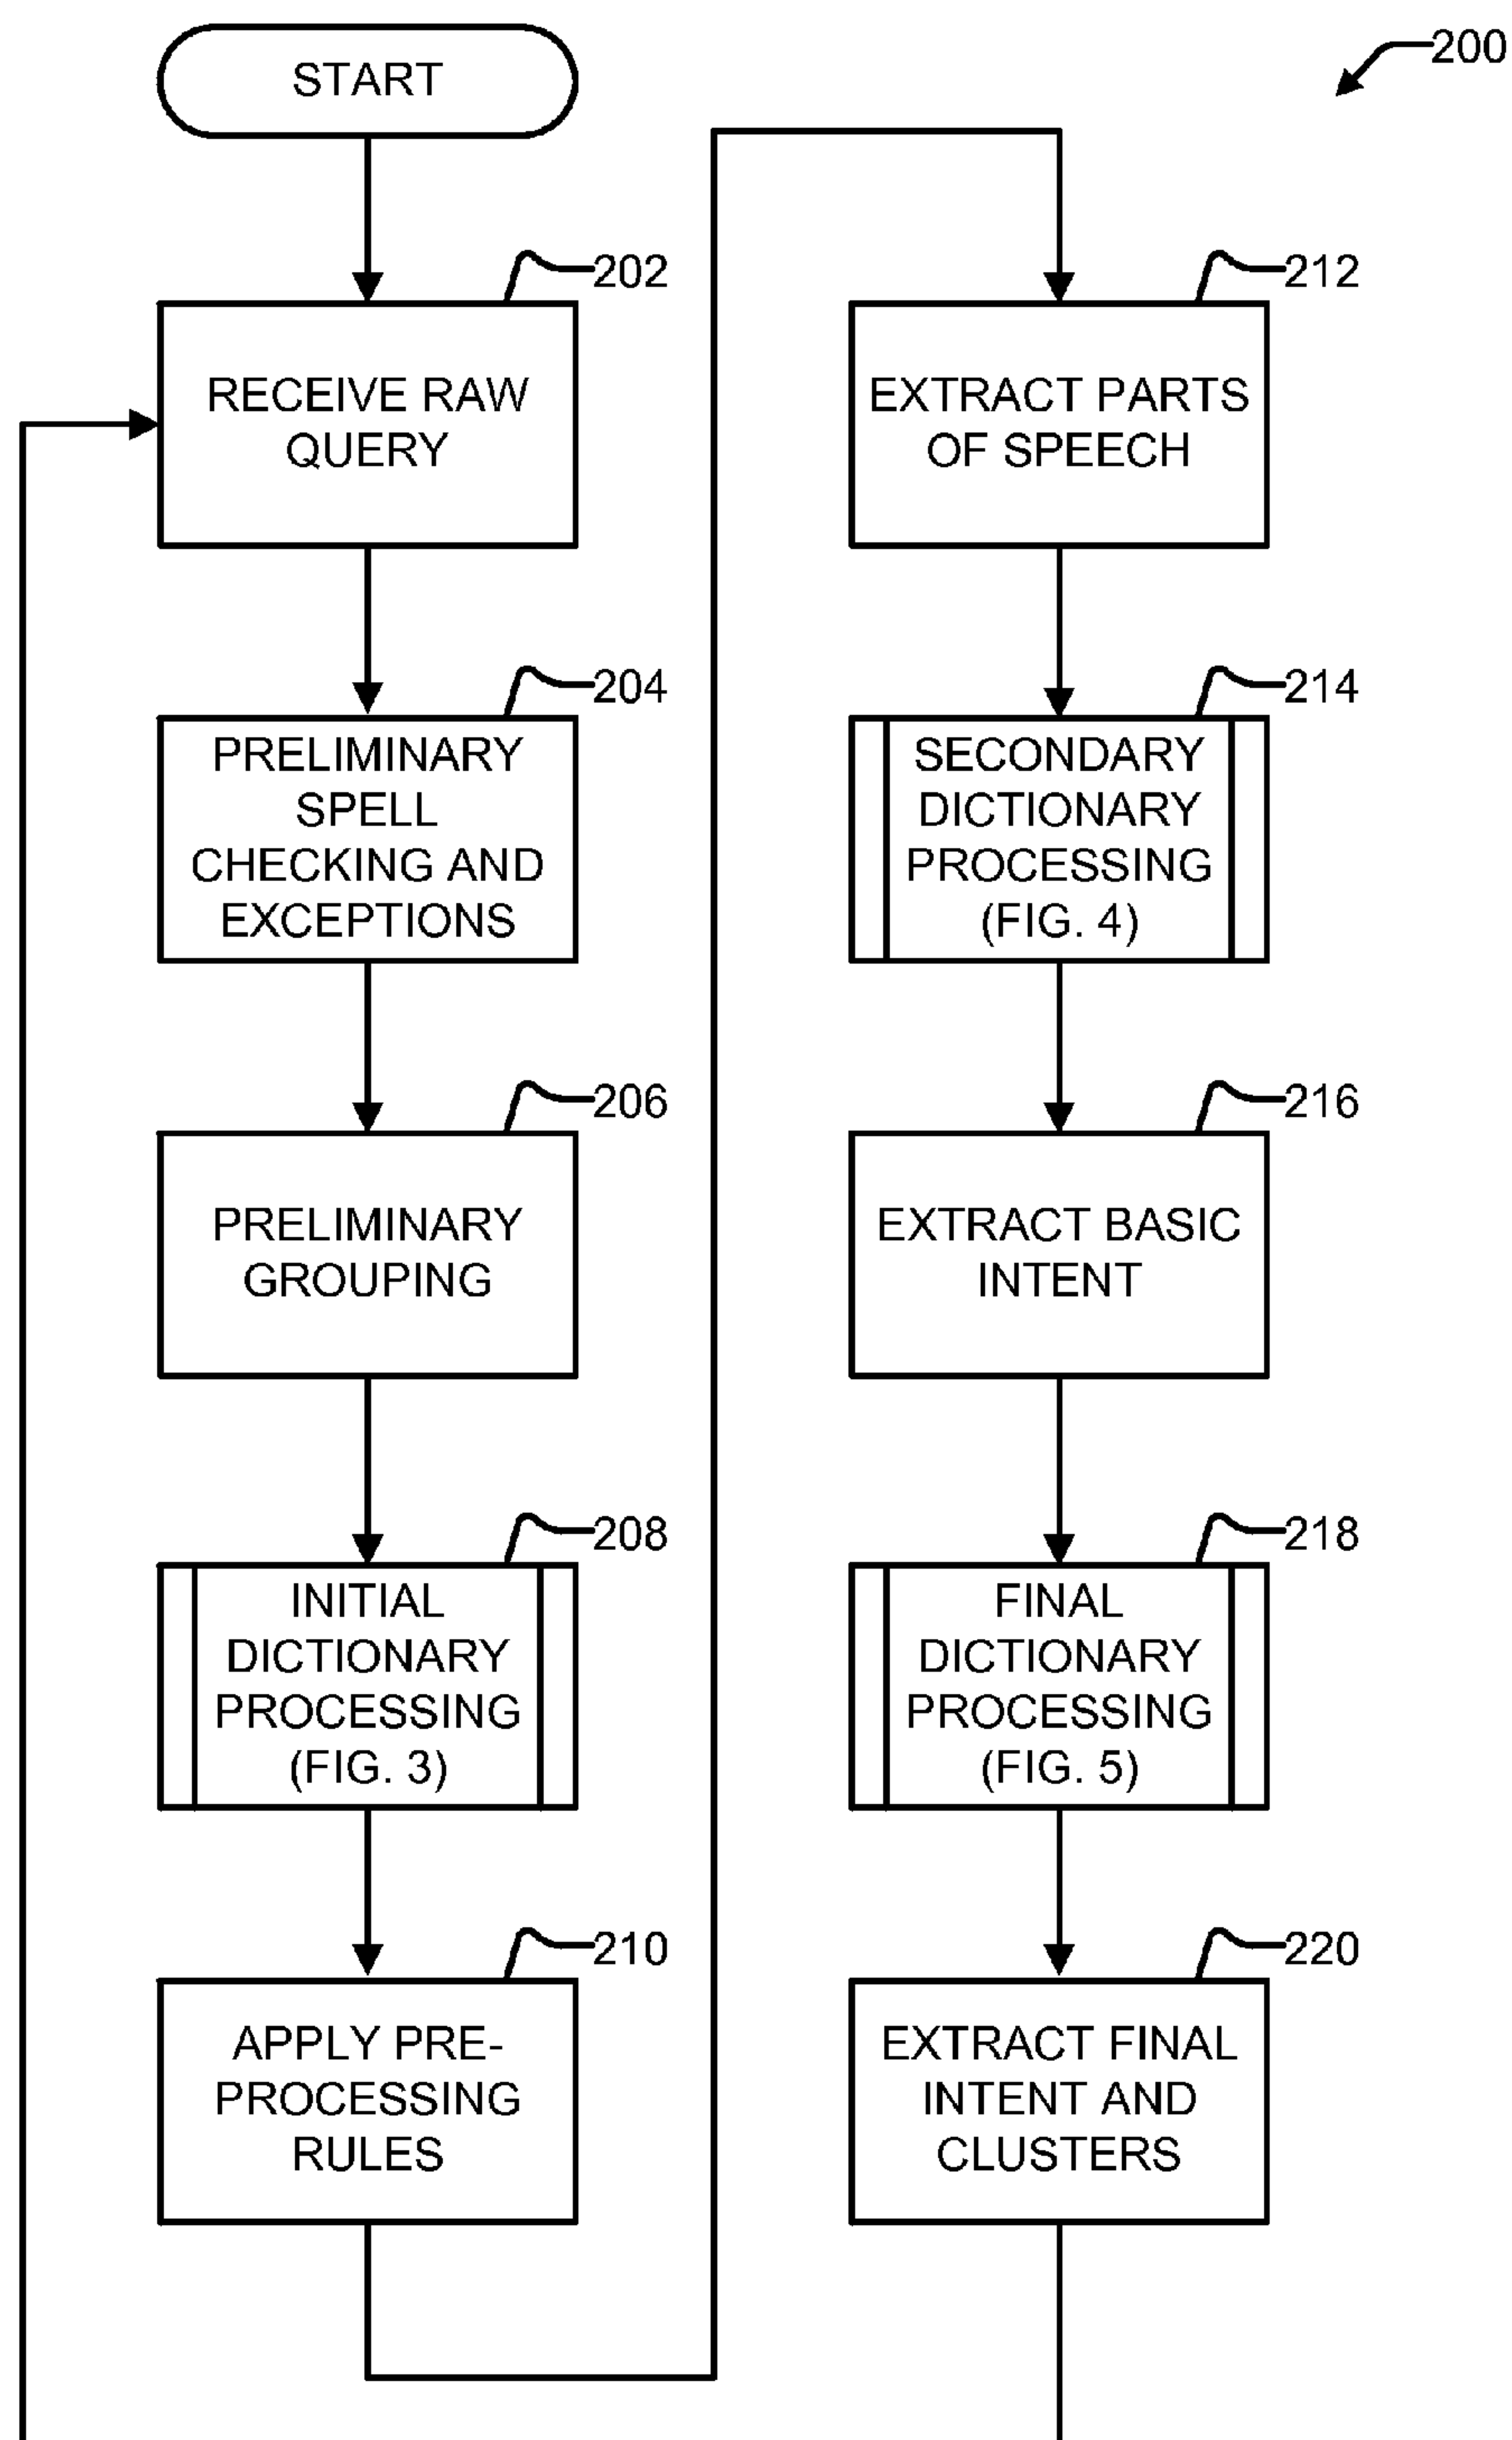 START
200
202
RECEIVE RAW
QUERY
204
PRELIMINARY
SPELL
CHECKING AND
EXCEPTIONS
206
PRELIMINARY
GROUPING
208
INITIAL
DICTIONARY
PROCESSING
(FIG. 3)
210
APPLY PRE-
PROCESSING
RULES
212
EXTRACT PARTS
OF SPEECH
214
SECONDARY
DICTIONARY
PROCESSING
(FIG. 4)
216
EXTRACT BASIC
INTENT
218
FINAL
DICTIONARY
PROCESSING
(FIG. 5)
220
EXTRACT FINAL
INTENT AND
CLUSTERS